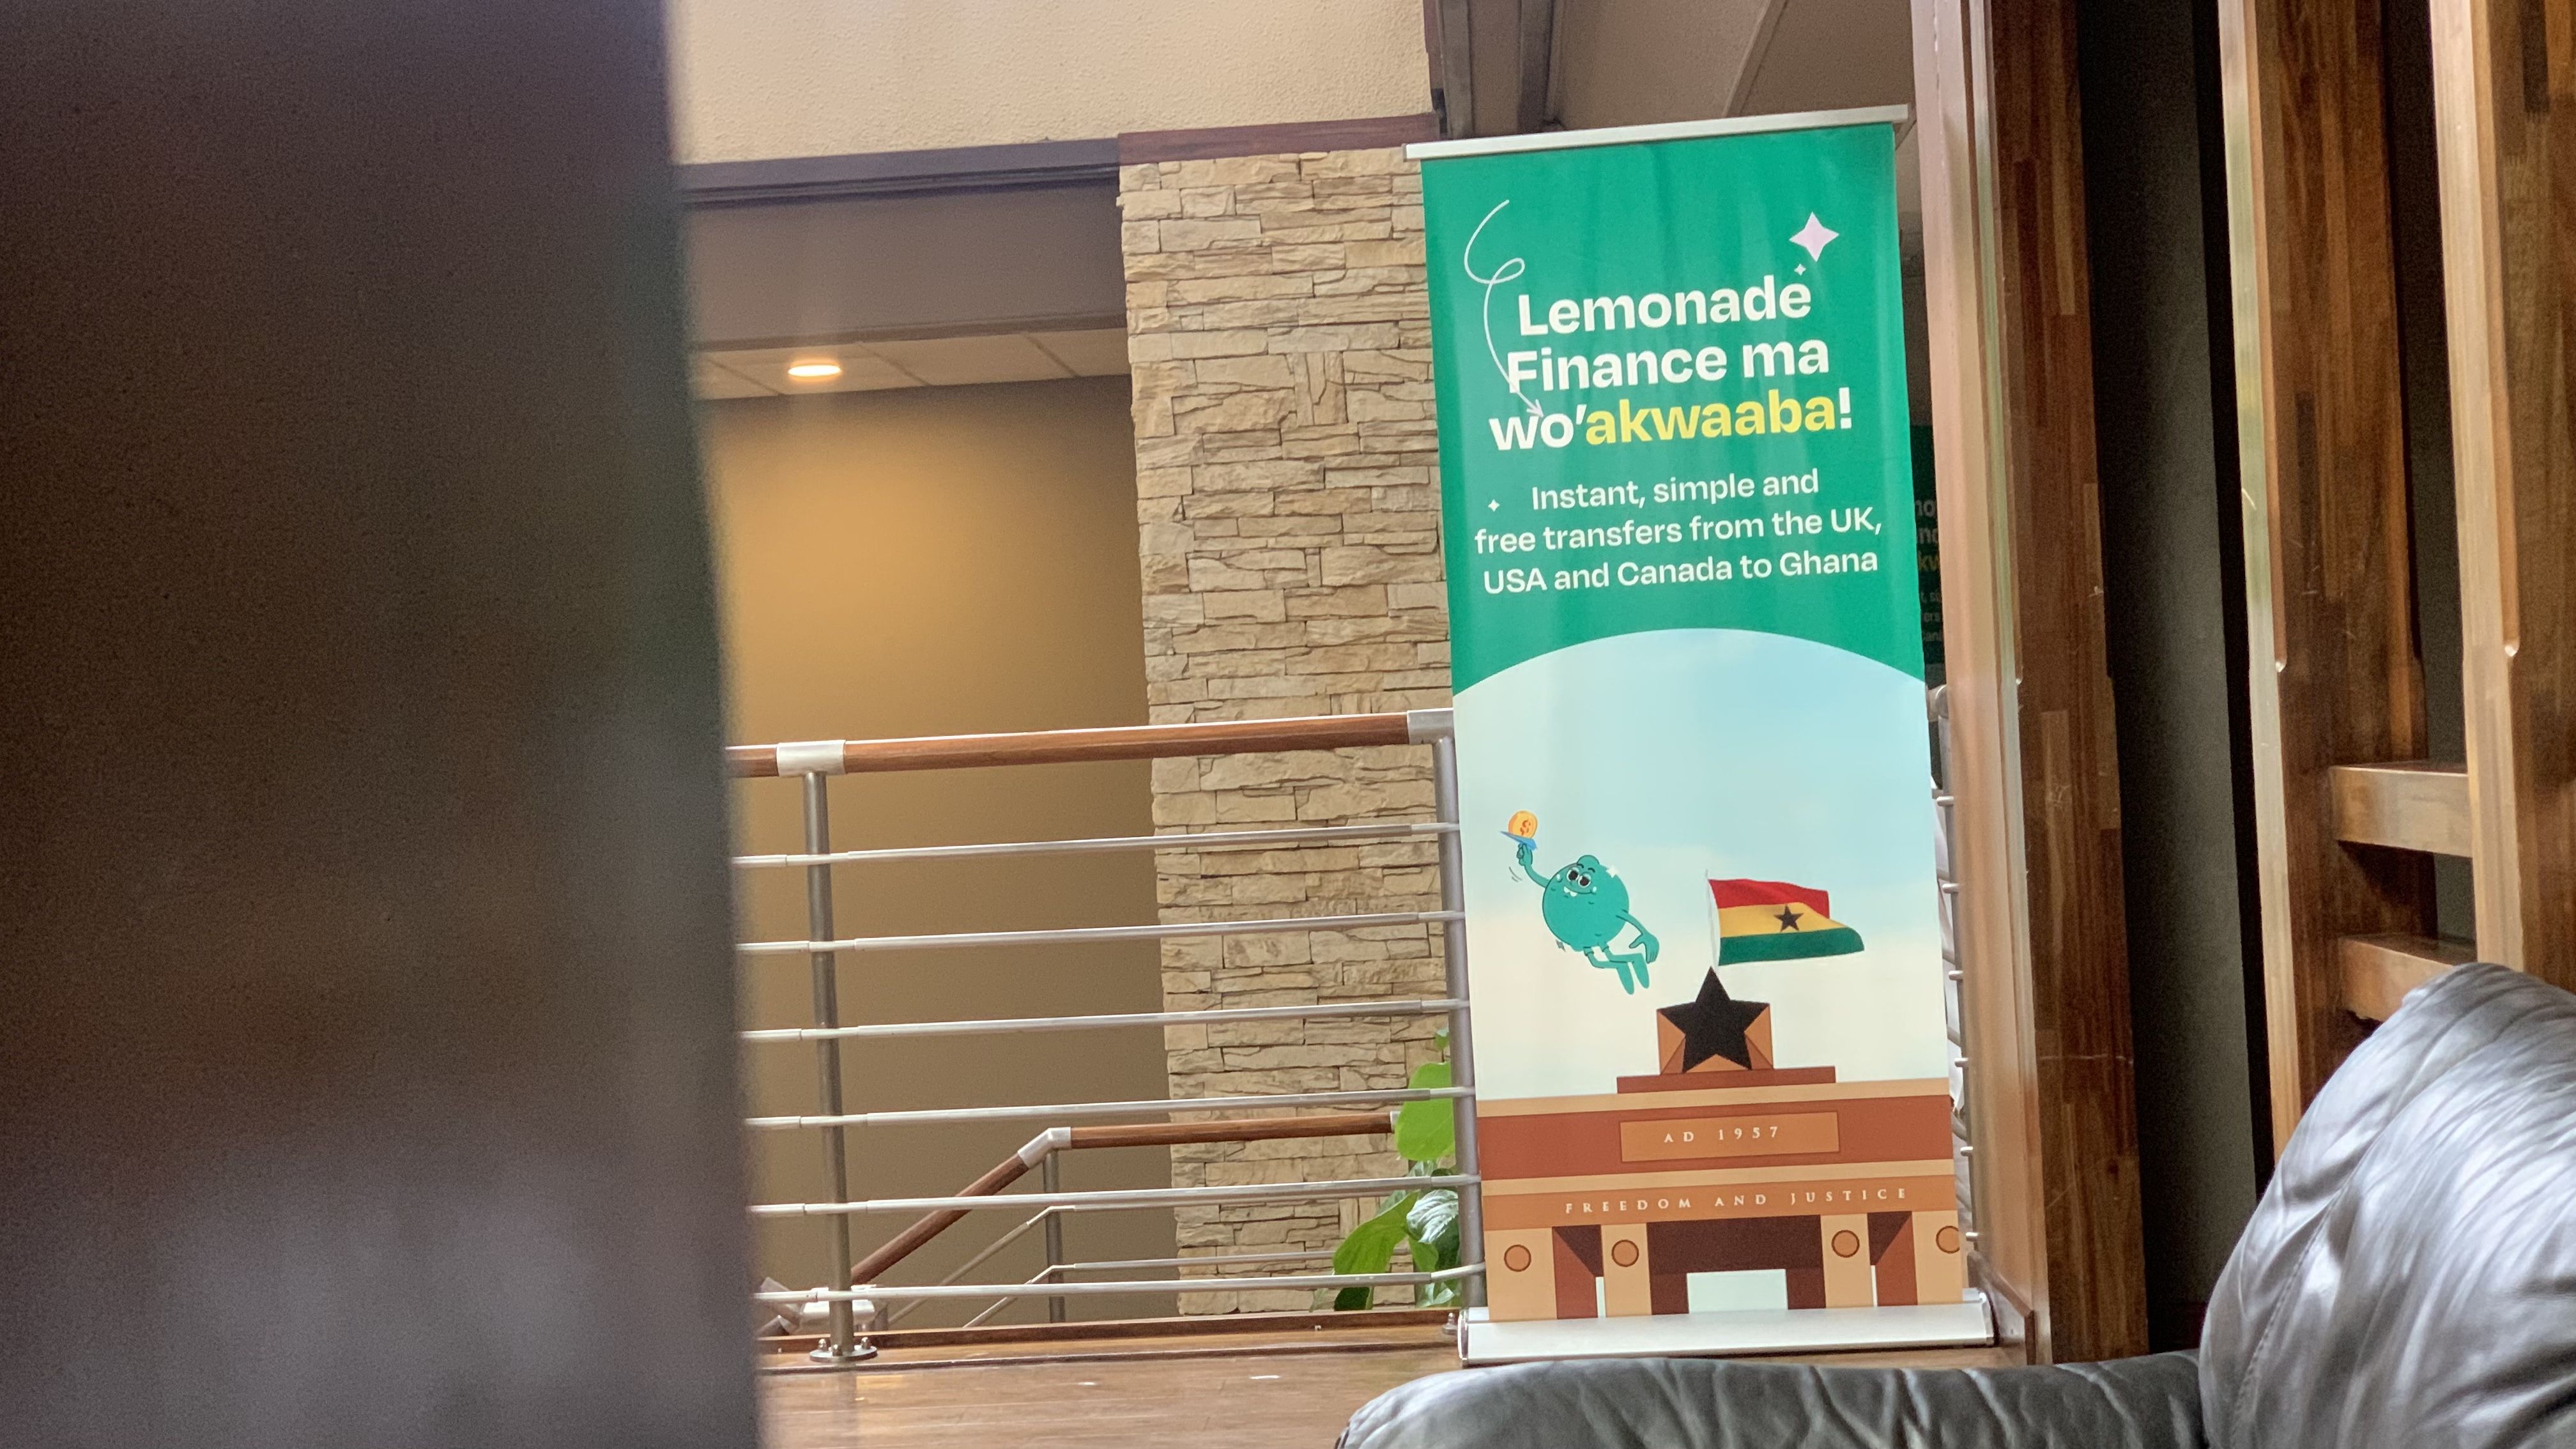 Lemonade
Finance ma
wo'akwaaba!
Instant, simple and
free transfers from the UK,
USA and Canada to Ghana
AD 1957
FREEDOM AND JUSTICE